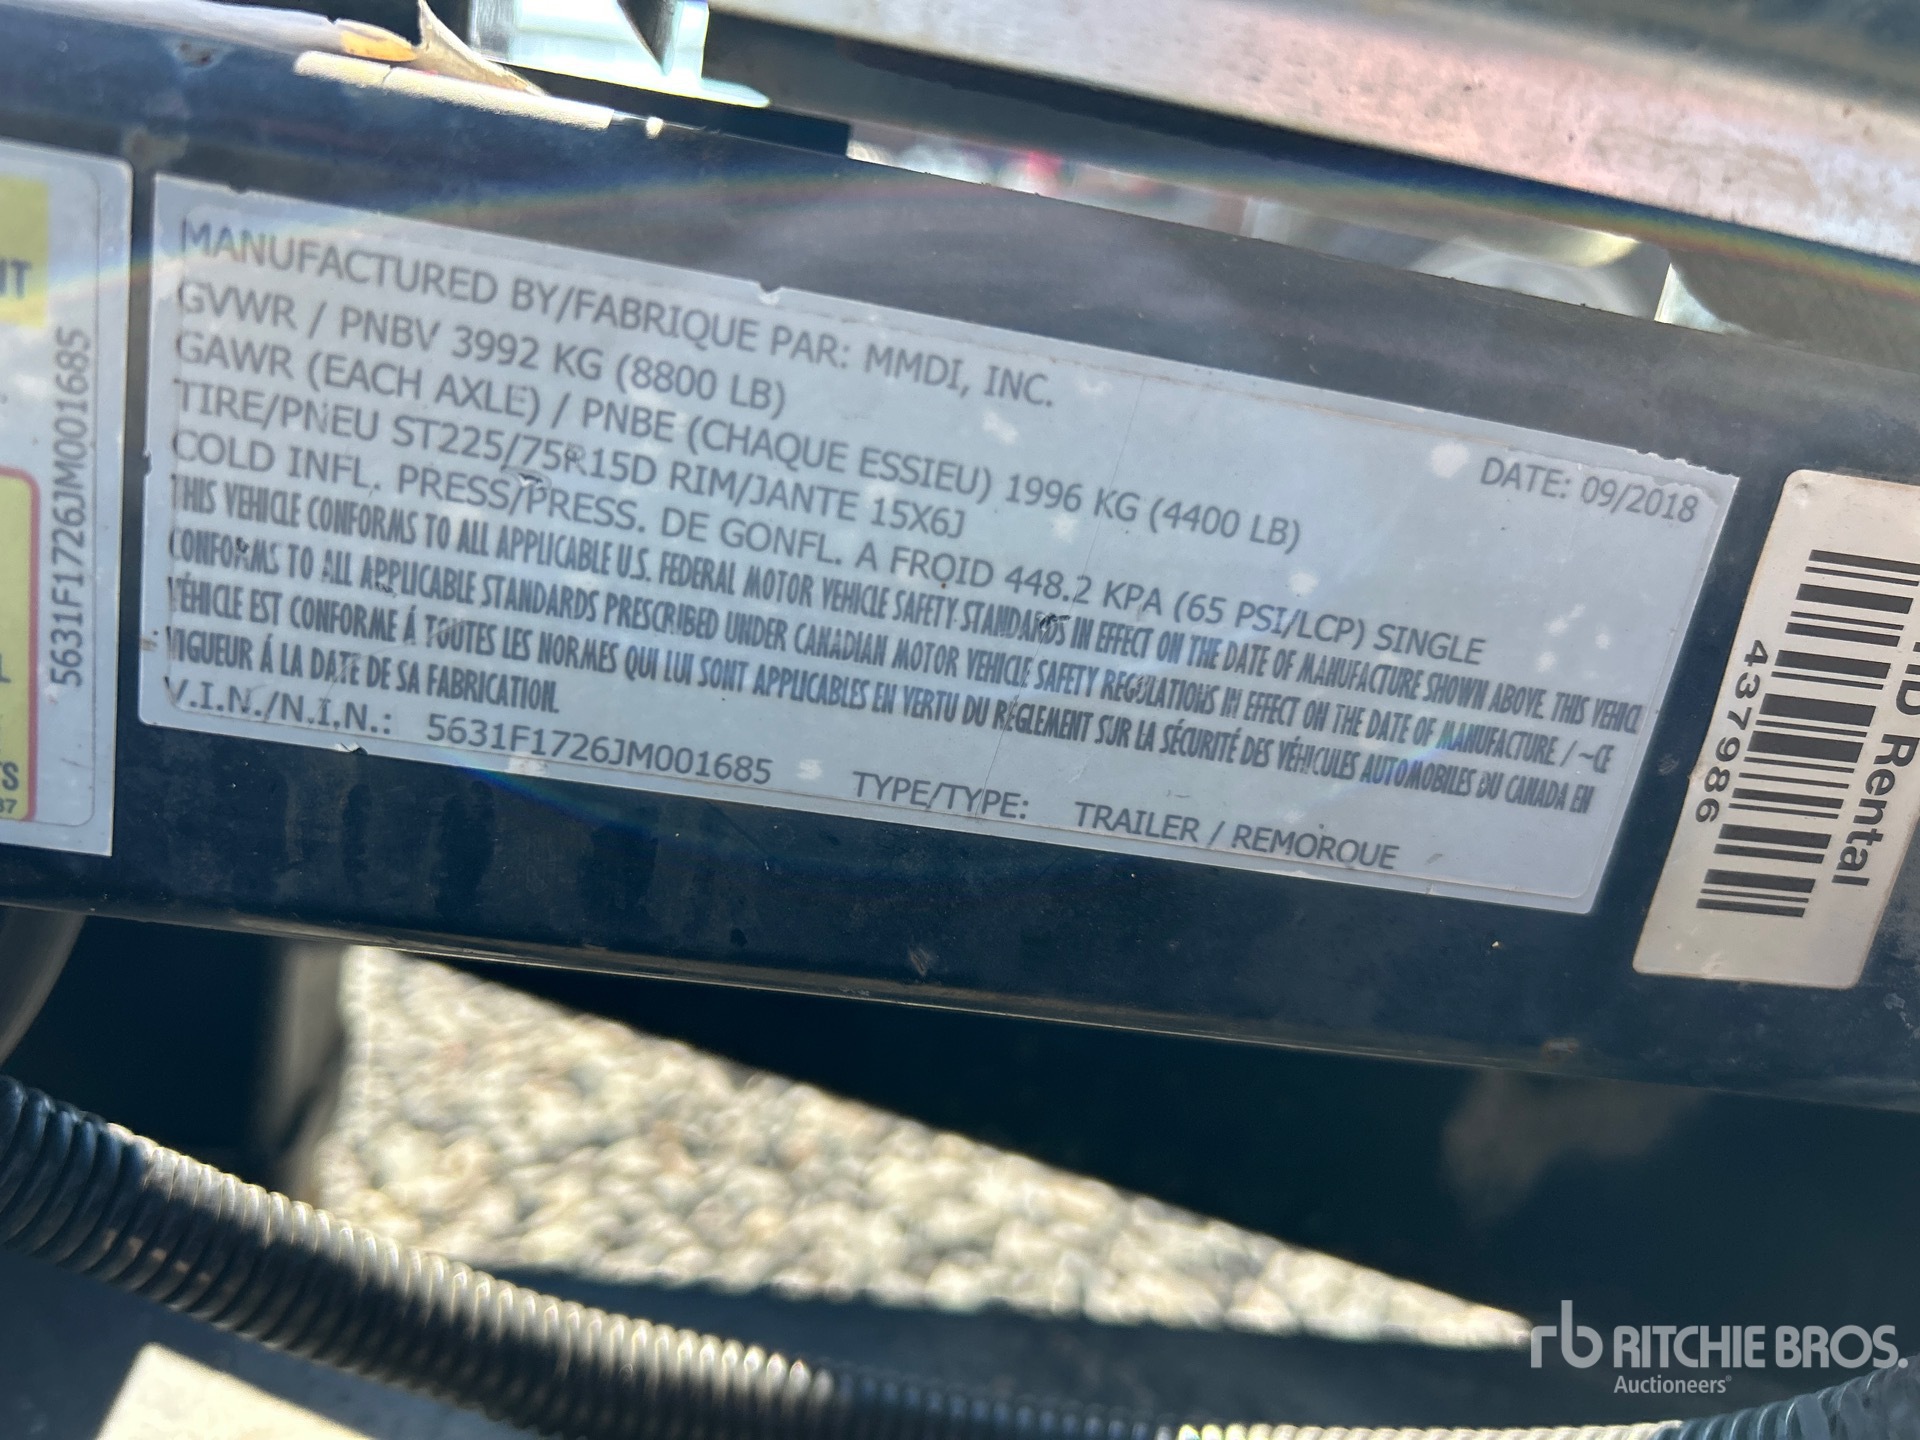 MANUFACTURED BY/FABRIQUE PAR: MMDI, INC.
DATE: 09/2018
GVWR / PNBV 3992 KG (8800 LB)
GAWR (EACH AXLE) / PNBE (CHAQUE ESSIEU) 1996 KG (4400 LB)
TIRE/PNEU ST225/75R15D RIM/JANTE 15X6J
COLD INFL. PRESS/PRESS. DE GONFL. A FROID 448.2 KPA (65 PSI/LCP) SINGLE
THIS VEHICLE CONFORMS TO ALL APPLICABLE U.S. FEDERAL MOTOR VEHICLE SAFETY STANDARDS IN EFFECT ON THE DATE OF MANUFACTURE SHOWN ABOVE. THIS VEHICL
CONFORMS TO ALL APPLICABLE STANDARDS PRESCRIBED UNDER CANADIAN MOTOR VEHICLE SAFETY REGULATIONS IN EFFECT ON THE DATE OF MANUFACTURE / ~CE
VÉHICLE EST CONFORME Á TOUTES LES NORMES QUI LUI SONT APPLICABLES EN VERTU DU RÉGLEMENT SUR LA SÉCURITÉ DES VÉHICULES AUTOMOBILES DU CANADA EN
VIGUEUR Á LA DATE DE SA FABRICATION.
V.I.N./N.I.N.: 5631F1726JM001685 TYPE/TYPE: TRAILER / REMORQUE
5631F1726JM001685
Rental
4379986
rb RITCHIE BROS.
Auctioneers